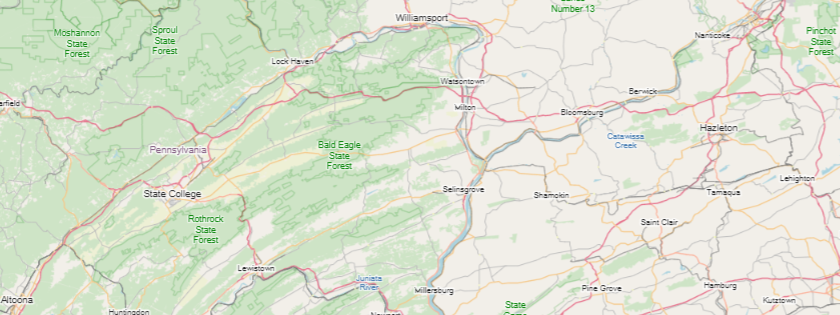 Number 13
Williamsport
Moshannon
State
Forest
Sproul
State
Forest
Nanticoke
Pinchot
State
Forest
Lock Haven
Watsontown
Berwick
Milton
Bloomsburg
Catawissa
Creek
Hazleton
Pennsylvania
Bald Eagle
State
Forest
State College
Selinsgrove
Shamokin
Tamaqua
Lehighton
Rothrock
State
Forest
Saint Clair
Lewistown
Juniata
River
Millersburg
Pine Grove
Hamburg
Kutztown
Altoona
Huntingdon
State